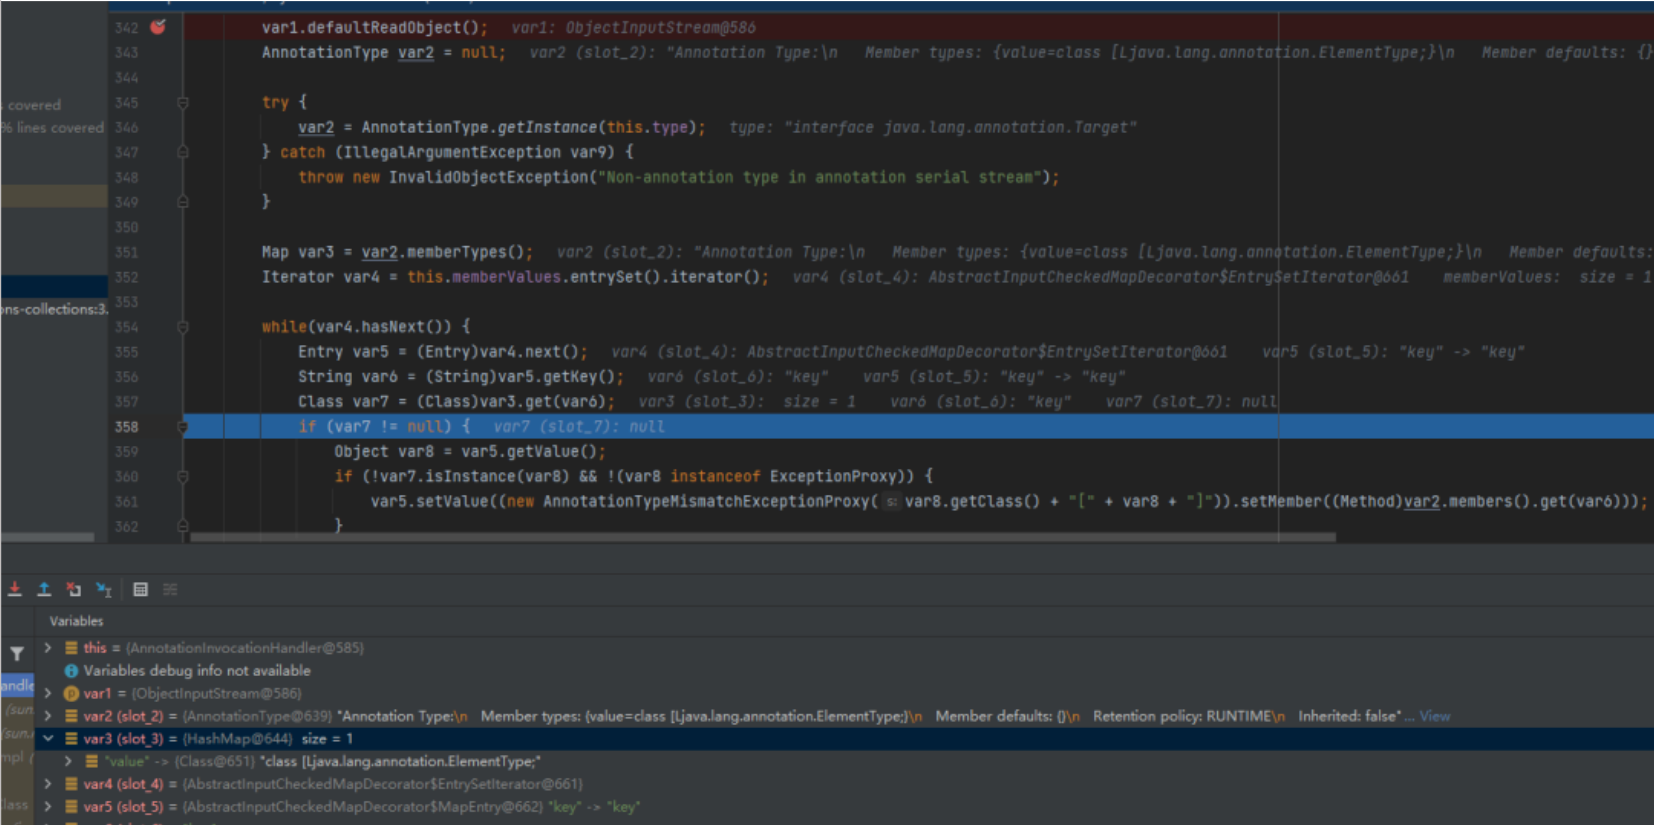 342 var1.defaultReadObject(); var1: ObjectInputStream@586
343 AnnotationType var2 = null; var2 (slot_2): "Annotation Type:\n Member types: {value=class [Ljava.lang.annotation.ElementType;}\n Member defaults: {}
344
s covered
345 try {
% lines covered
346 var2 = AnnotationType.getInstance(this.type); type: "interface java.lang.annotation.Target"
347 } catch (IllegalArgumentException var9) {
348 throw new InvalidObjectException("Non-annotation type in annotation serial stream");
349 }
350
351 Map var3 = var2.memberTypes(); var2 (slot_2): "Annotation Type:\n Member types: {value=class [Ljava.lang.annotation.ElementType;}\n Member defaults:
352 Iterator var4 = this.memberValues.entrySet().iterator(); var4 (slot_4): AbstractInputCheckedMapDecorator$EntrySetIterator@661 memberValues: size = 1
353
ons-collections:3.
354 while(var4.hasNext()) {
355 Entry var5 = (Entry)var4.next(); var4 (slot_4): AbstractInputCheckedMapDecorator$EntrySetIterator@661 var5 (slot_5): "key" -> "key"
356 String var6 = (String)var5.getKey(); var6 (slot_6): "key" var5 (slot_5): "key" -> "key"
357 Class var7 = (Class)var3.get(var6); var3 (slot_3): size = 1 var6 (slot_6): "key" var7 (slot_7): null
358 if (var7 != null) { var7 (slot_7): null
359 Object var8 = var5.getValue();
360 if (!var7.isInstance(var8) && !(var8 instanceof ExceptionProxy)) {
361 var5.setValue((new AnnotationTypeMismatchExceptionProxy( s: var8.getClass() + "[" + var8 + "]")).setMember((Method)var2.members().get(var6)));
362 }
Variables
this = {AnnotationInvocationHandler@585}
Variables debug info not available
andle
var1 = {ObjectInputStream@586}
(sun.
var2 (slot_2) = {AnnotationType@639} "Annotation Type:\n Member types: {value=class [Ljava.lang.annotation.ElementType;}\n Member defaults: {}\n Retention policy: RUNTIME\n Inherited: false"... View
(sun.r
var3 (slot_3) = {HashMap@644} size = 1
mpl (
"value" -> {Class@651} "class [Ljava.lang.annotation.ElementType;"
var4 (slot_4) = {AbstractInputCheckedMapDecorator$EntrySetIterator@661}
lass
var5 (slot_5) = {AbstractInputCheckedMapDecorator$MapEntry@662} "key" -> "key"